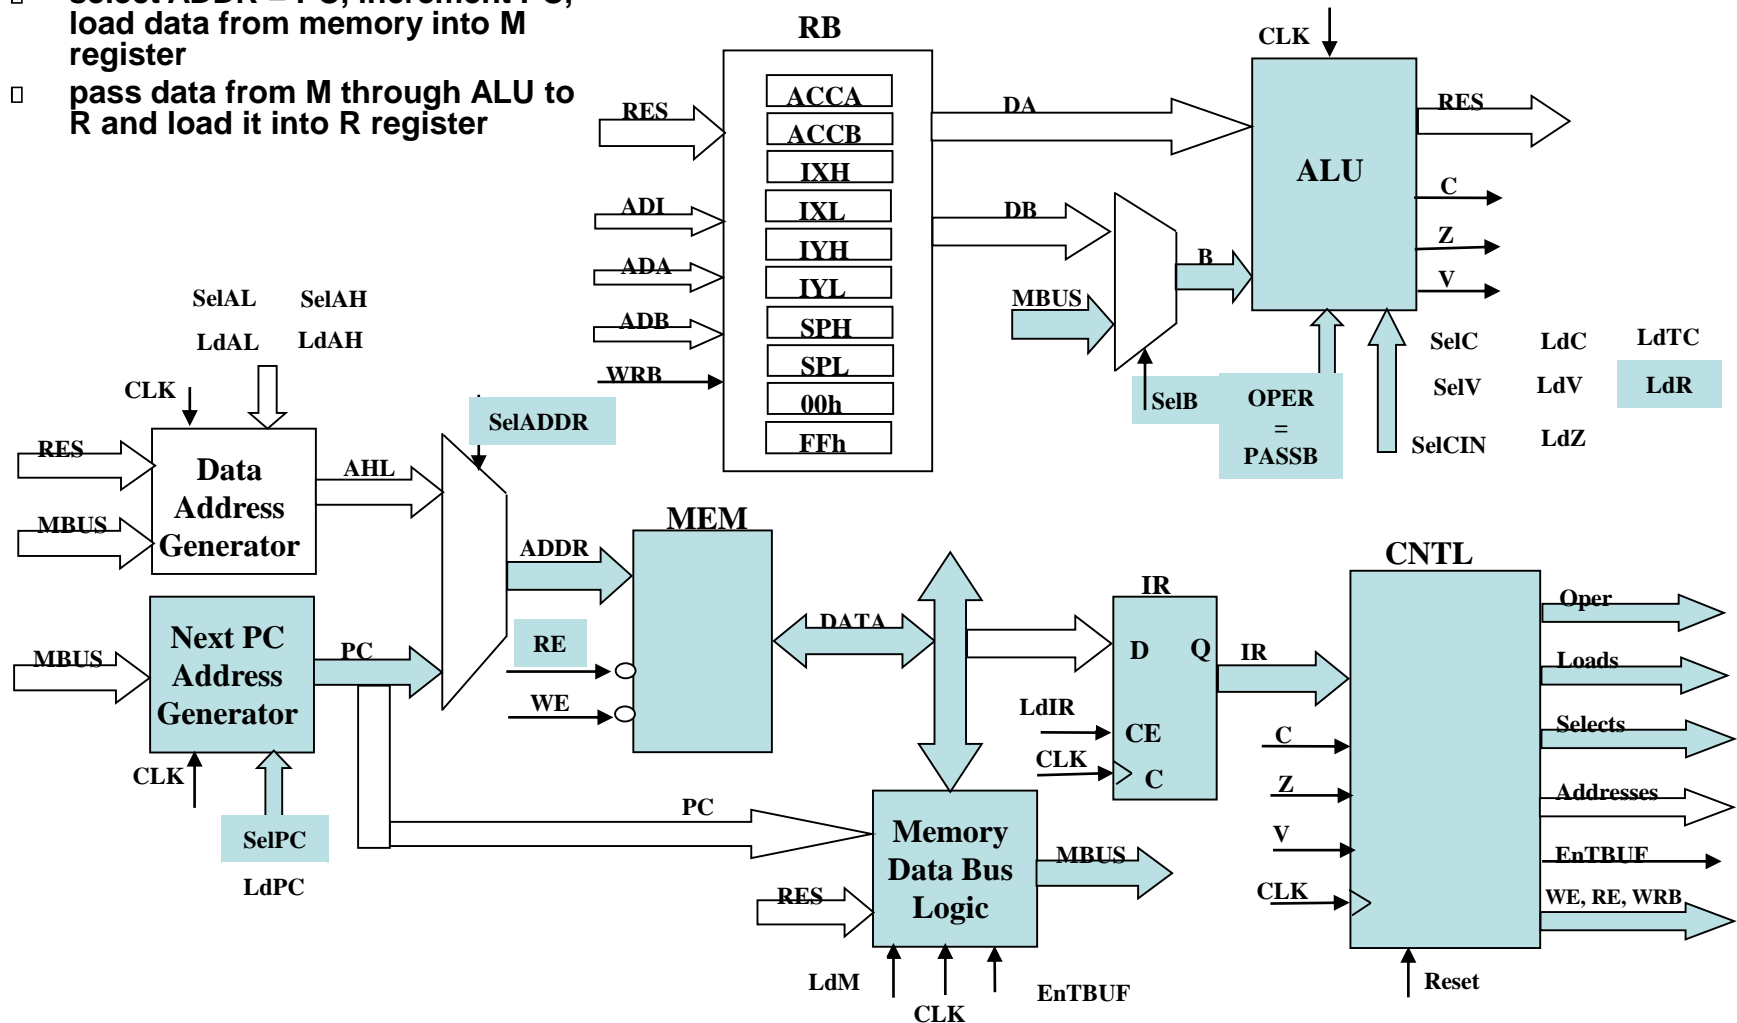 select ADDR = PC, increment PC,
load data from memory into M
register
pass data from M through ALU to
R and load it into R register
RB
ACCA
ACCB
IXH
IXL
IYH
IYL
SPH
SPL
00h
FFh
RES
ADI
ADA
ADB
WRB
DA
DB
MBUS
B
SelB
CLK
ALU
RES
C
Z
V
OPER
=
PASSB
SelC
LdC
LdTC
SelV
LdV
LdR
SelCIN
LdZ
SelAL
SelAH
LdAL
LdAH
CLK
RES
MBUS
Data
Address
Generator
AHL
SelADDR
ADDR
MBUS
Next PC
Address
Generator
PC
CLK
SelPC
LdPC
MEM
RE
WE
DATA
PC
RES
Memory
Data Bus
Logic
MBUS
LdM
CLK
EnTBUF
IR
D
Q
CE
C
LdIR
CLK
IR
CNTL
C
Z
V
CLK
Reset
Oper
Loads
Selects
Addresses
EnTBUF
WE, RE, WRB